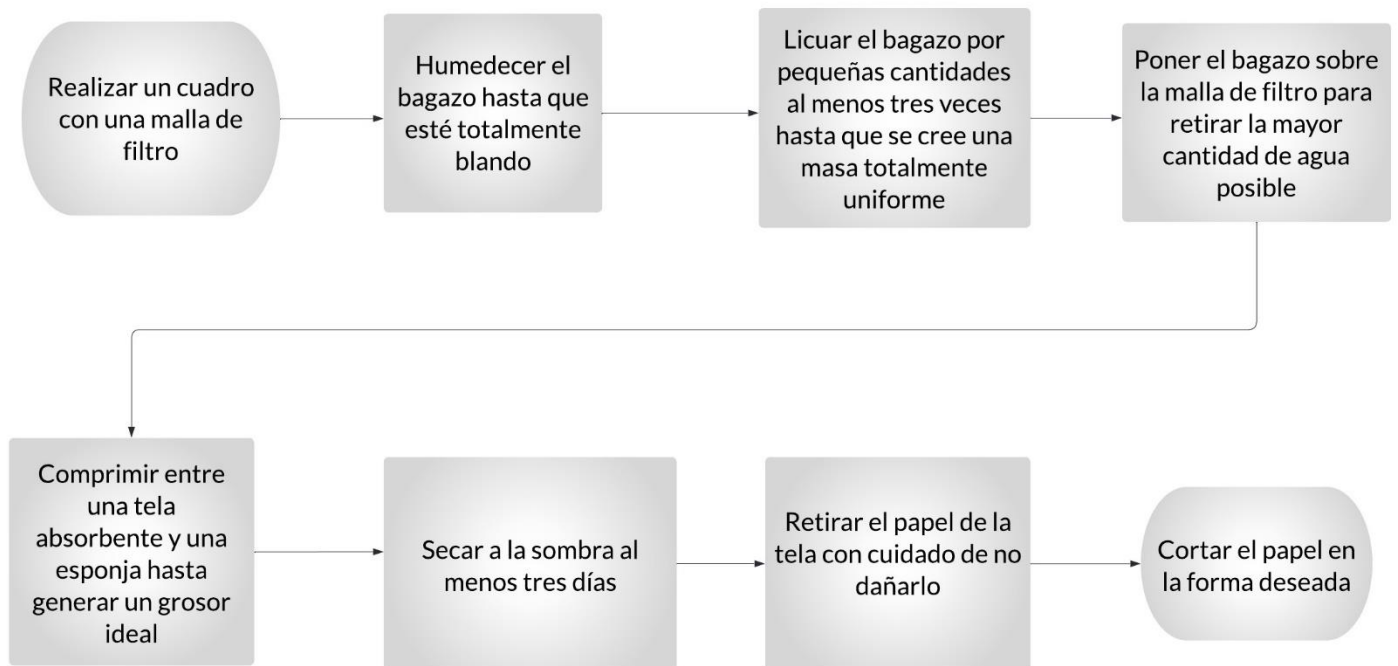 Realizar un cuadro
con una malla de
filtro
Humedecer el
bagazo hasta que
esté totalmente
blando
Licuar el bagazo por
pequeñas cantidades
al menos tres veces
hasta que se cree una
masa totalmente
uniforme
Poner el bagazo sobre
la malla de filtro para
retirar la mayor
cantidad de agua
posible
Comprimir entre
una tela
absorbente y una
esponja hasta
generar un grosor
ideal
Secar a la sombra al
menos tres días
Retirar el papel de la
tela con cuidado de no
dañarlo
Cortar el papel en
la forma deseada